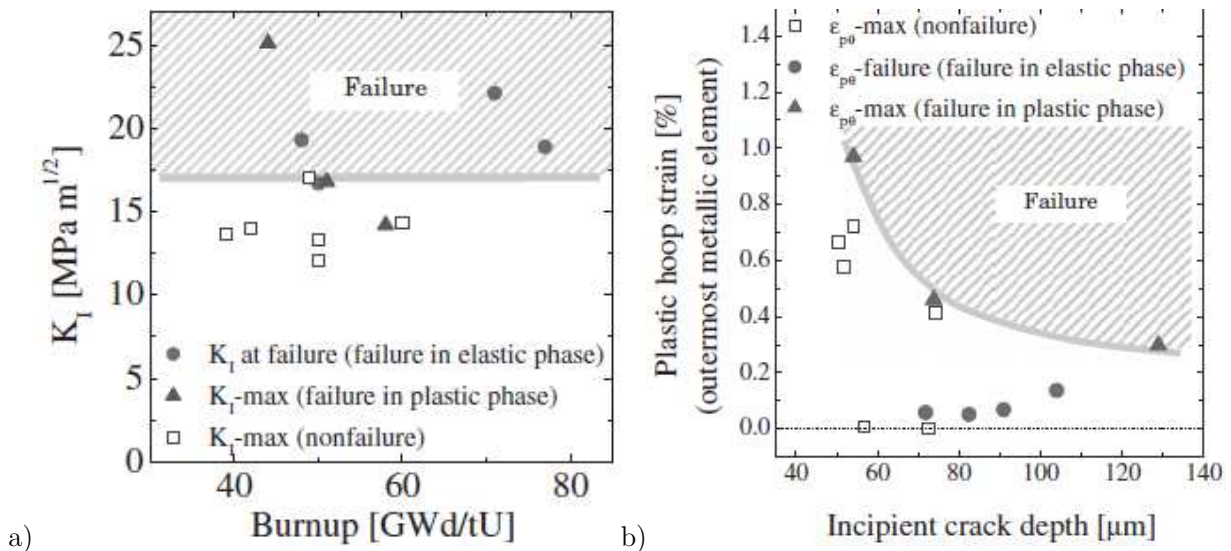 25
20
15
10
5
0
K_I [MPa m^1/2]
Failure
K_I at failure (failure in elastic phase)
K_I-max (failure in plastic phase)
K_I-max (nonfailure)
40 60 80
Burnup [GWd/tU]
a)
1.4
1.2
1.0
0.8
0.6
0.4
0.2
0.0
Plastic hoop strain [%]
(outermost metallic element)
ε_pθ-max (nonfailure)
ε_pθ-failure (failure in elastic phase)
ε_pθ-max (failure in plastic phase)
Failure
40 60 80 100 120 140
Incipient crack depth [μm]
b)